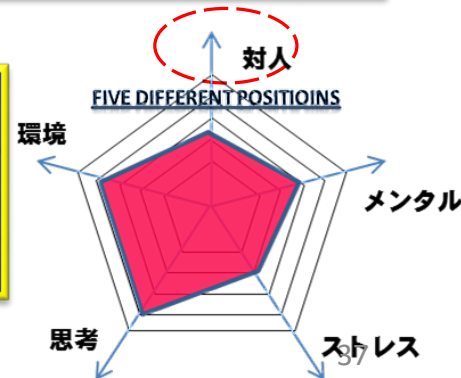 対人
FIVE DIFFERENT POSITIOINS
環境
メンタル
思考
ストレス
37